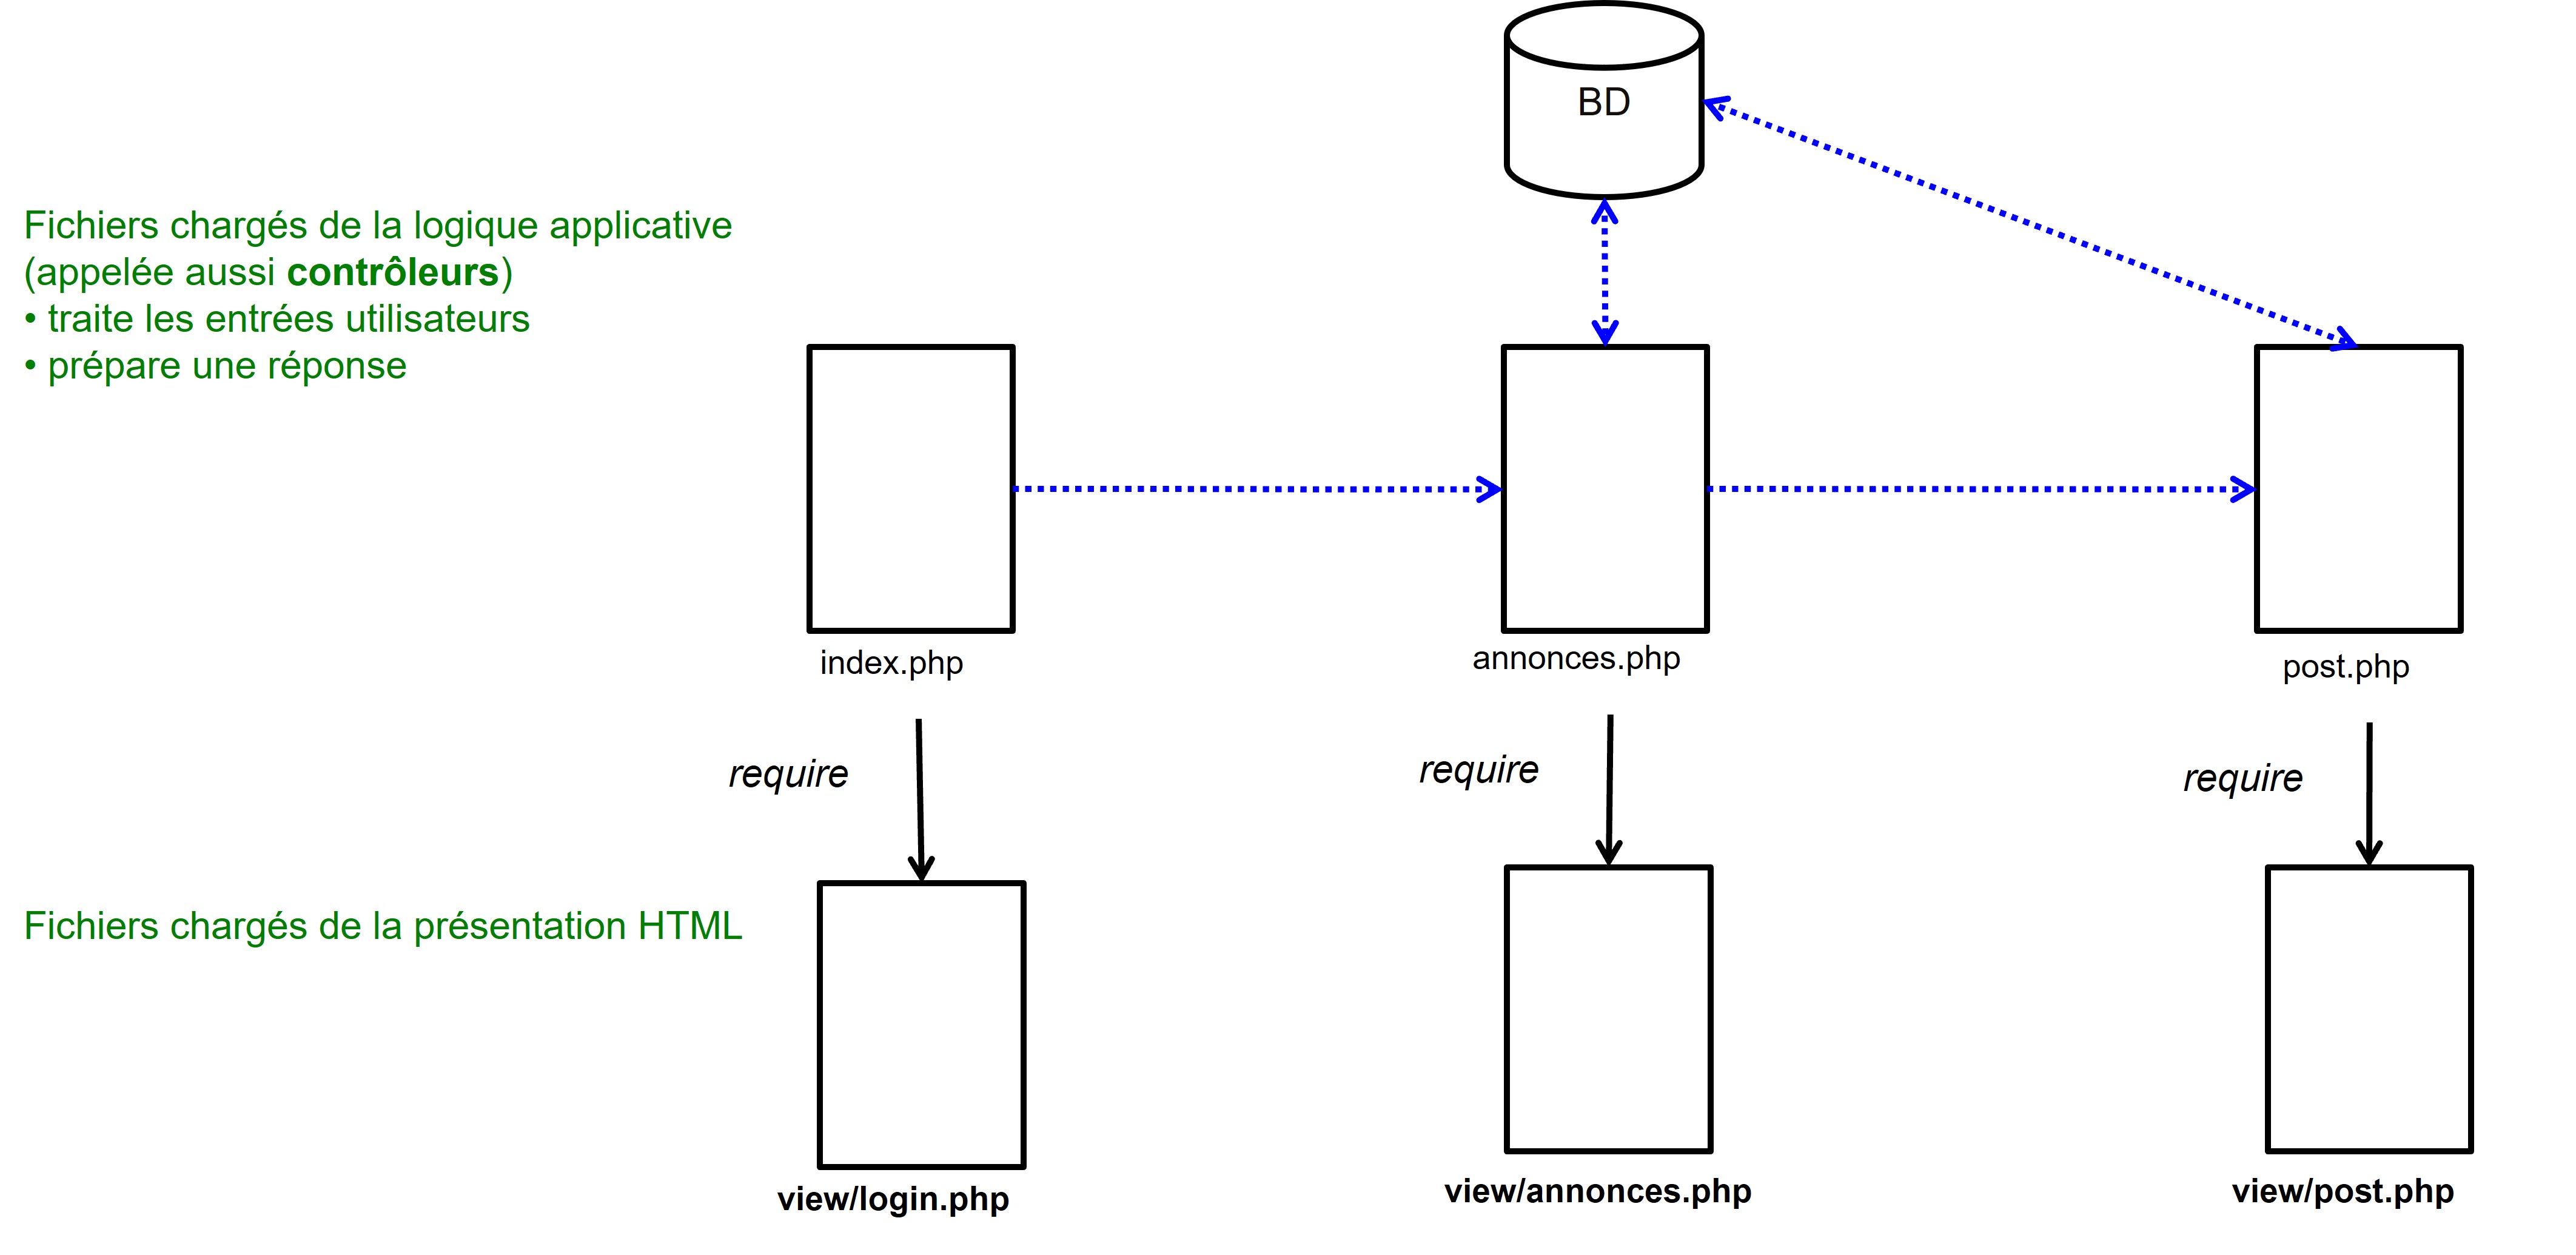 BD
Fichiers chargés de la logique applicative
(appelée aussi contrôleurs)
• traite les entrées utilisateurs
• prépare une réponse
index.php
annonces.php
post.php
require
require
require
Fichiers chargés de la présentation HTML
view/login.php
view/annonces.php
view/post.php